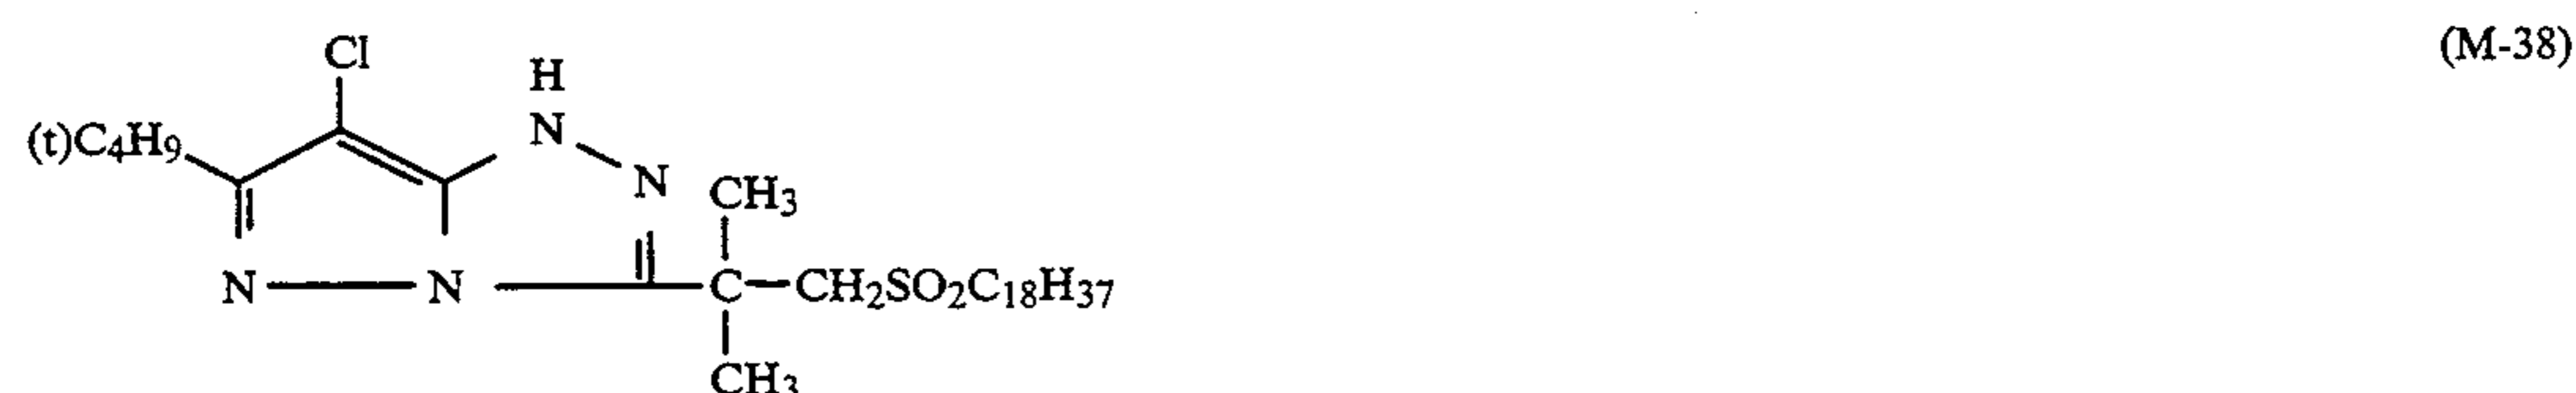 Cl
(M-38)
H
(t)C₄H₉
N
N
CH₃
N
N
C
CH₂SO₂C₁₈H₃₇
CH₃